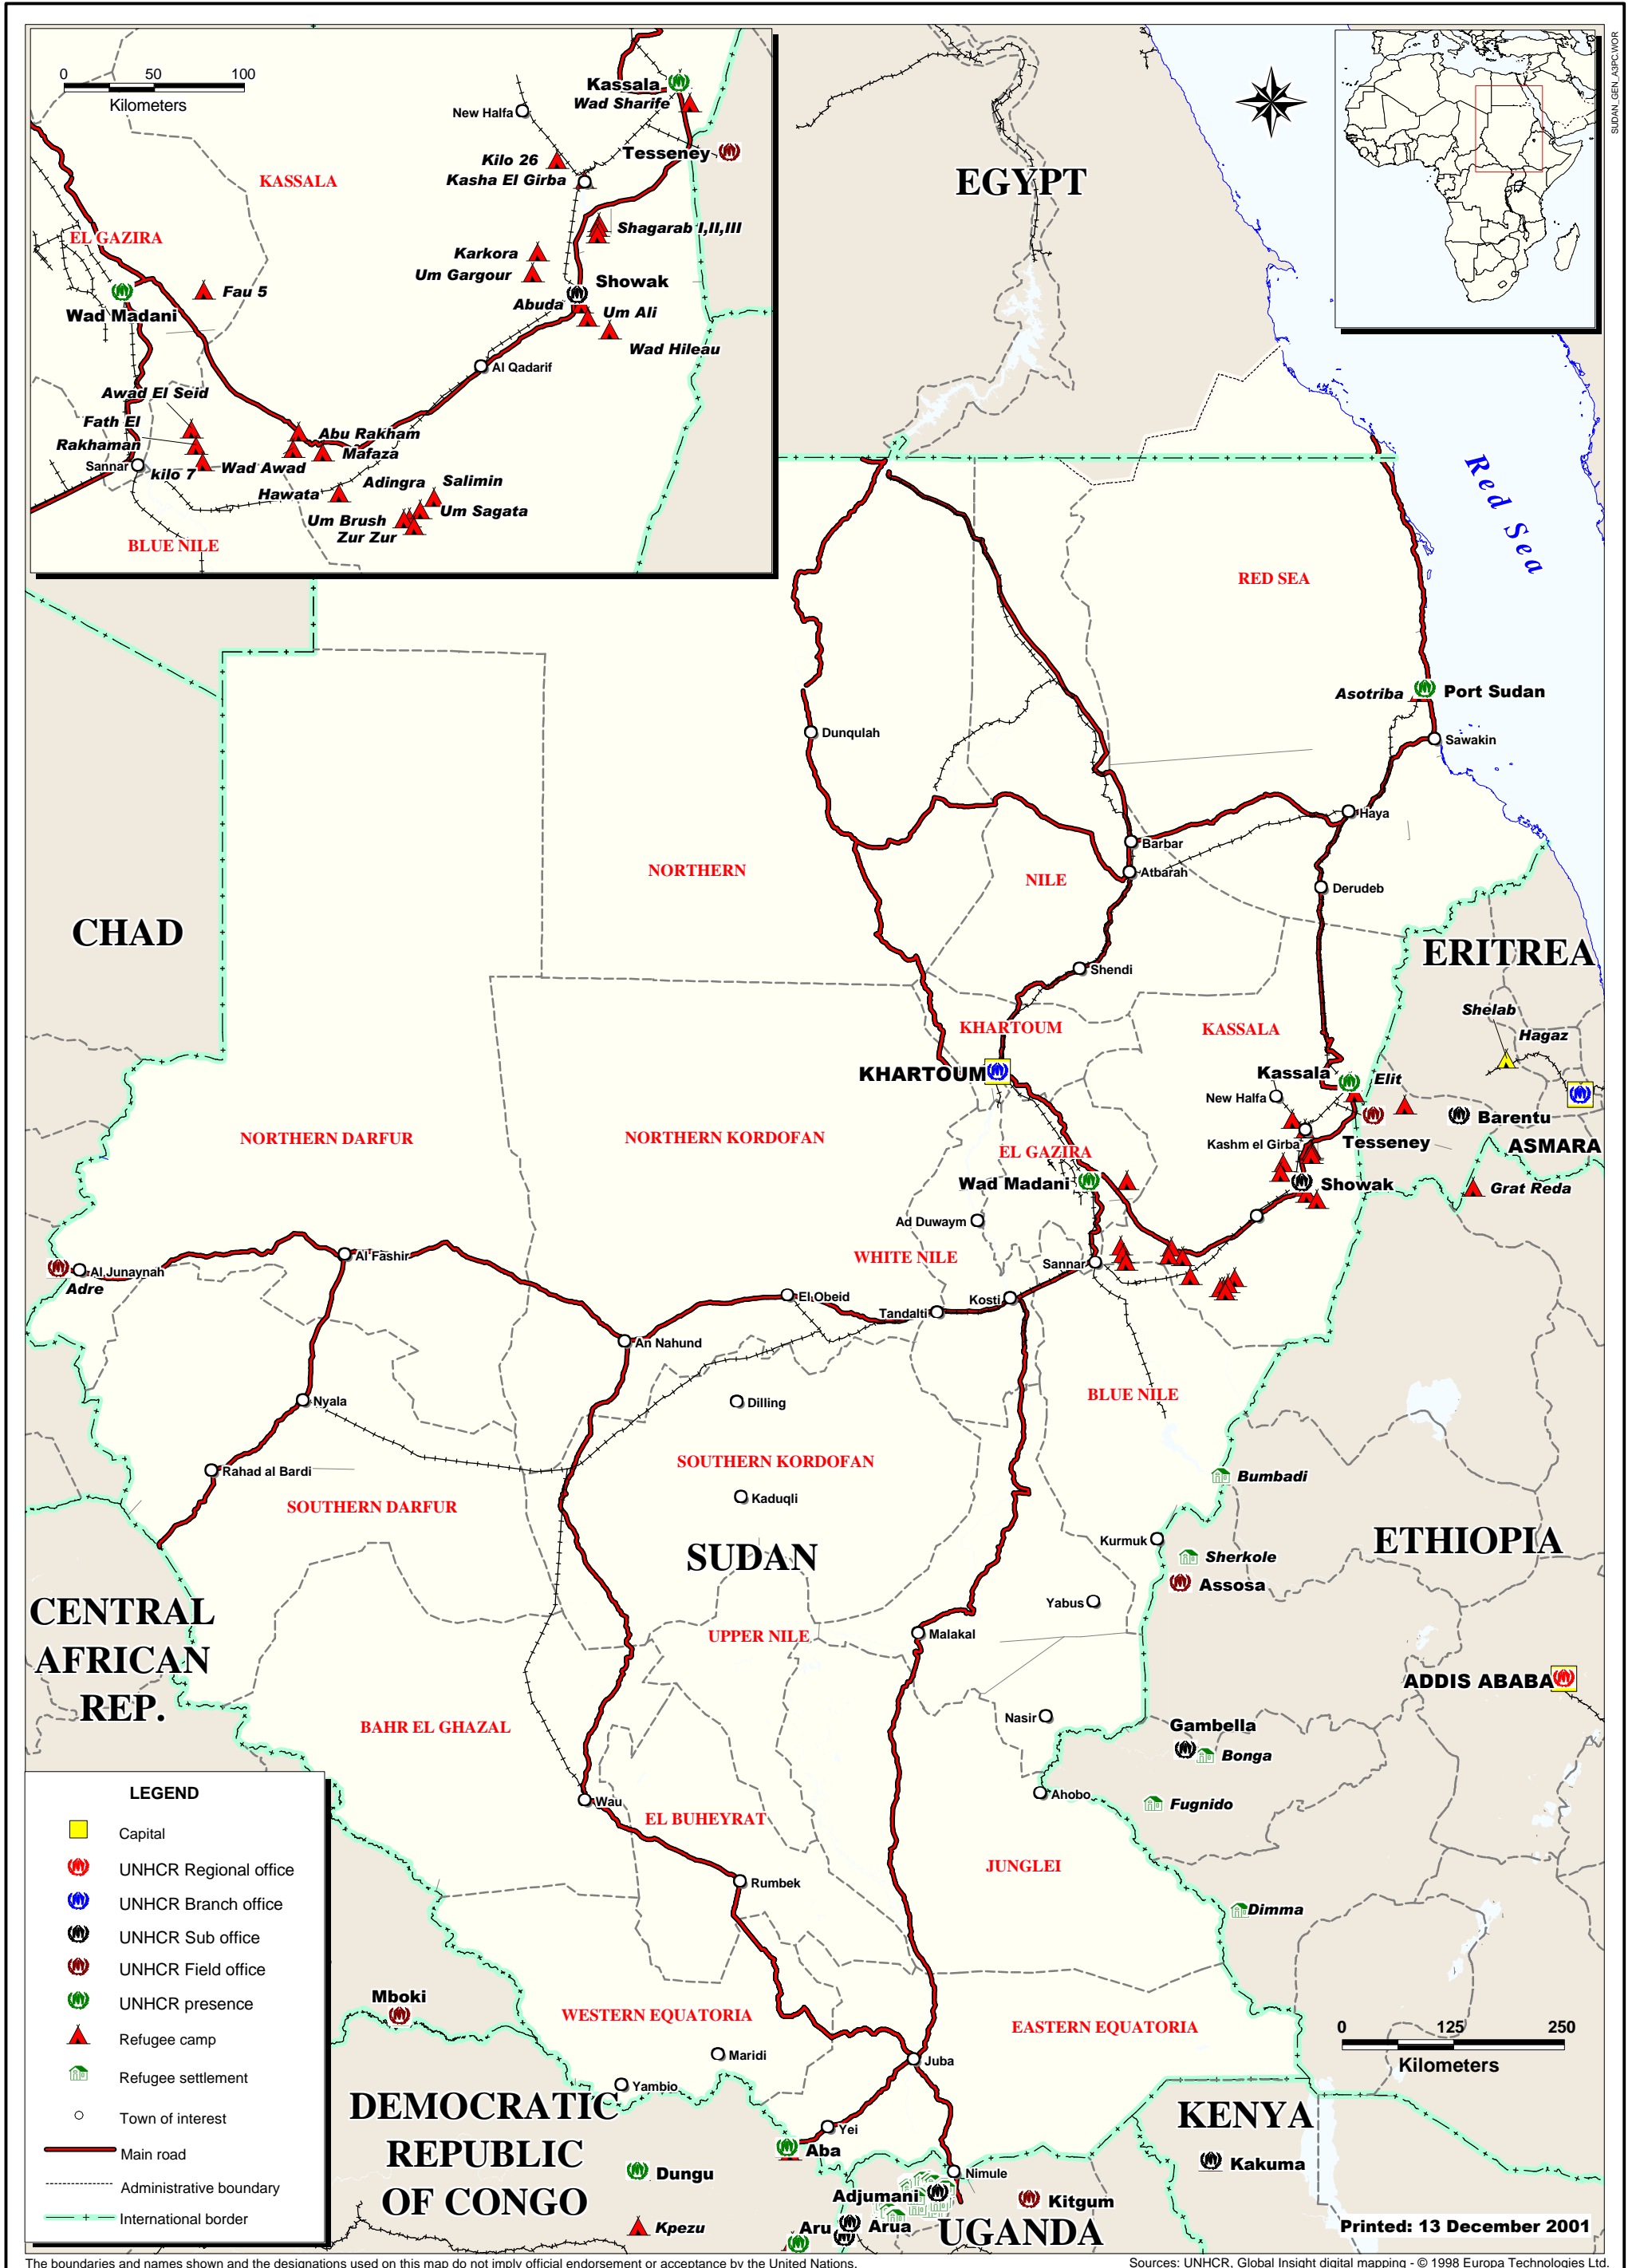 SUDAN_GEN_A3PC.WOR
0 50 100
Kilometers
Kassala
Wad Sharife
New Halfa
Tesseney
Kilo 26
Kasha El Girba
KASSALA
EL GAZIRA
Shagarab I,II,III
Karkora
Um Gargour
Showak
Fau 5
Abuda
Um Ali
Wad Madani
Wad Hileau
Al Qadarif
Awad El Seid
Fath El
Rakhaman
Abu Rakham
Mafaza
Sannar
kilo 7
Wad Awad
Hawata
Adingra
Salimin
Um Sagata
Um Brush
Zur Zur
BLUE NILE
EGYPT
Red Sea
RED SEA
Asotriba
Port Sudan
Sawakin
Dunqulah
Haya
Barbar
Atbarah
NORTHERN
NILE
Derudeb
CHAD
ERITREA
Shendi
Shelab
Hagaz
KHARTOUM
KASSALA
KHARTOUM
Kassala
Elit
New Halfa
Barentu
Kashm el Girba
Tesseney
ASMARA
NORTHERN DARFUR
NORTHERN KORDOFAN
EL GAZIRA
Wad Madani
Showak
Grat Reda
Ad Duwaym
WHITE NILE
Al Fashir
Sannar
Al Junaynah
Adre
El Obeid
Kosti
Tandalti
An Nahund
BLUE NILE
Nyala
Dilling
SOUTHERN KORDOFAN
Rahad al Bardi
Bumbadi
SOUTHERN DARFUR
Kaduqli
Kurmuk
ETHIOPIA
SUDAN
Sherkole
Assosa
CENTRAL
AFRICAN
REP.
Yabus
UPPER NILE
Malakal
ADDIS ABABA
BAHR EL GHAZAL
Nasir
Gambella
Bonga
Ahobo
Fugnido
Wau
EL BUHEYRAT
JUNGLEI
Rumbek
Dimma
LEGEND
Capital
UNHCR Regional office
UNHCR Branch office
UNHCR Sub office
UNHCR Field office
UNHCR presence
Refugee camp
Refugee settlement
Town of interest
Main road
Administrative boundary
International border
Mboki
WESTERN EQUATORIA
EASTERN EQUATORIA
0 125 250
Kilometers
Maridi
Juba
Yambio
DEMOCRATIC
REPUBLIC
OF CONGO
KENYA
Yei
Aba
Dungu
Nimule
Kakuma
Adjumani
Kitgum
Kpezu
Aru
Arua
UGANDA
Printed: 13 December 2001
The boundaries and names shown and the designations used on this map do not imply official endorsement or acceptance by the United Nations.
Sources: UNHCR, Global Insight digital mapping - © 1998 Europa Technologies Ltd.